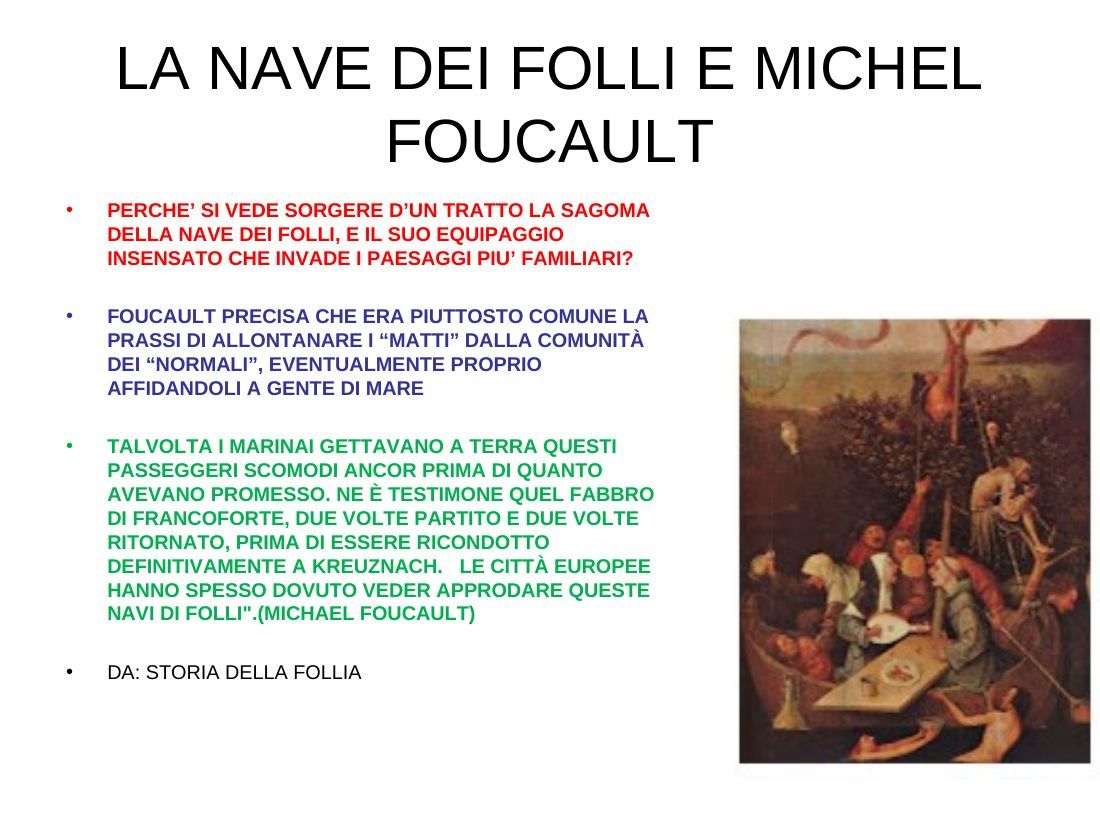 LA NAVE DEI FOLLI E MICHEL
FOUCAULT
• PERCHE’ SI VEDE SORGERE D’UN TRATTO LA SAGOMA
DELLA NAVE DEI FOLLI, E IL SUO EQUIPAGGIO
INSENSATO CHE INVADE I PAESAGGI PIU’ FAMILIARI?
• FOUCAULT PRECISA CHE ERA PIUTTOSTO COMUNE LA
PRASSI DI ALLONTANARE I “MATTI” DALLA COMUNITÀ
DEI “NORMALI”, EVENTUALMENTE PROPRIO
AFFIDANDOLI A GENTE DI MARE
• TALVOLTA I MARINAI GETTAVANO A TERRA QUESTI
PASSEGGERI SCOMODI ANCOR PRIMA DI QUANTO
AVEVANO PROMESSO. NE È TESTIMONE QUEL FABBRO
DI FRANCOFORTE, DUE VOLTE PARTITO E DUE VOLTE
RITORNATO, PRIMA DI ESSERE RICONDOTTO
DEFINITIVAMENTE A KREUZNACH. LE CITTÀ EUROPEE
HANNO SPESSO DOVUTO VEDER APPRODARE QUESTE
NAVI DI FOLLI".(MICHAEL FOUCAULT)
• DA: STORIA DELLA FOLLIA